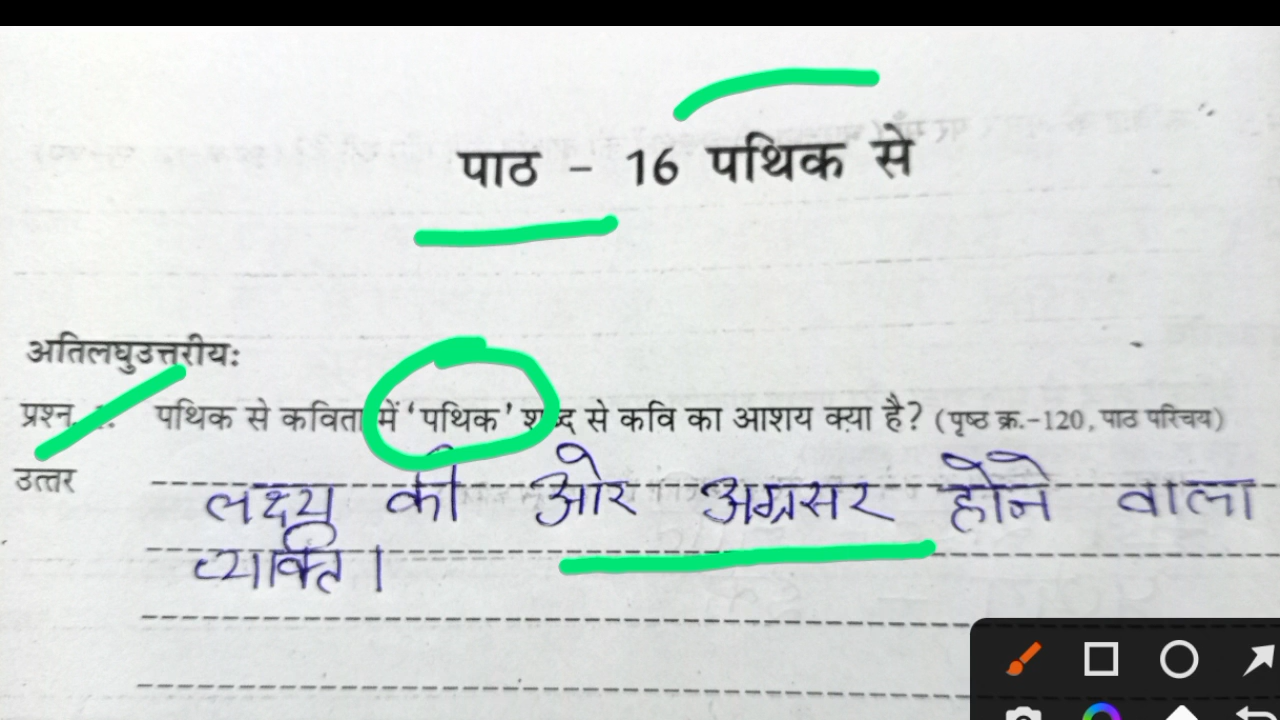 पाठ - 16 पथिक से
अतिलघुउत्तरीयः
प्रश्न. पथिक से कविता में 'पथिक' शब्द से कवि का आशय क्या है? (पृष्ठ क्र.-120, पाठ परिचय)
उत्तर लक्ष्य की ओर अग्रसर होने वाला
व्यक्ति।